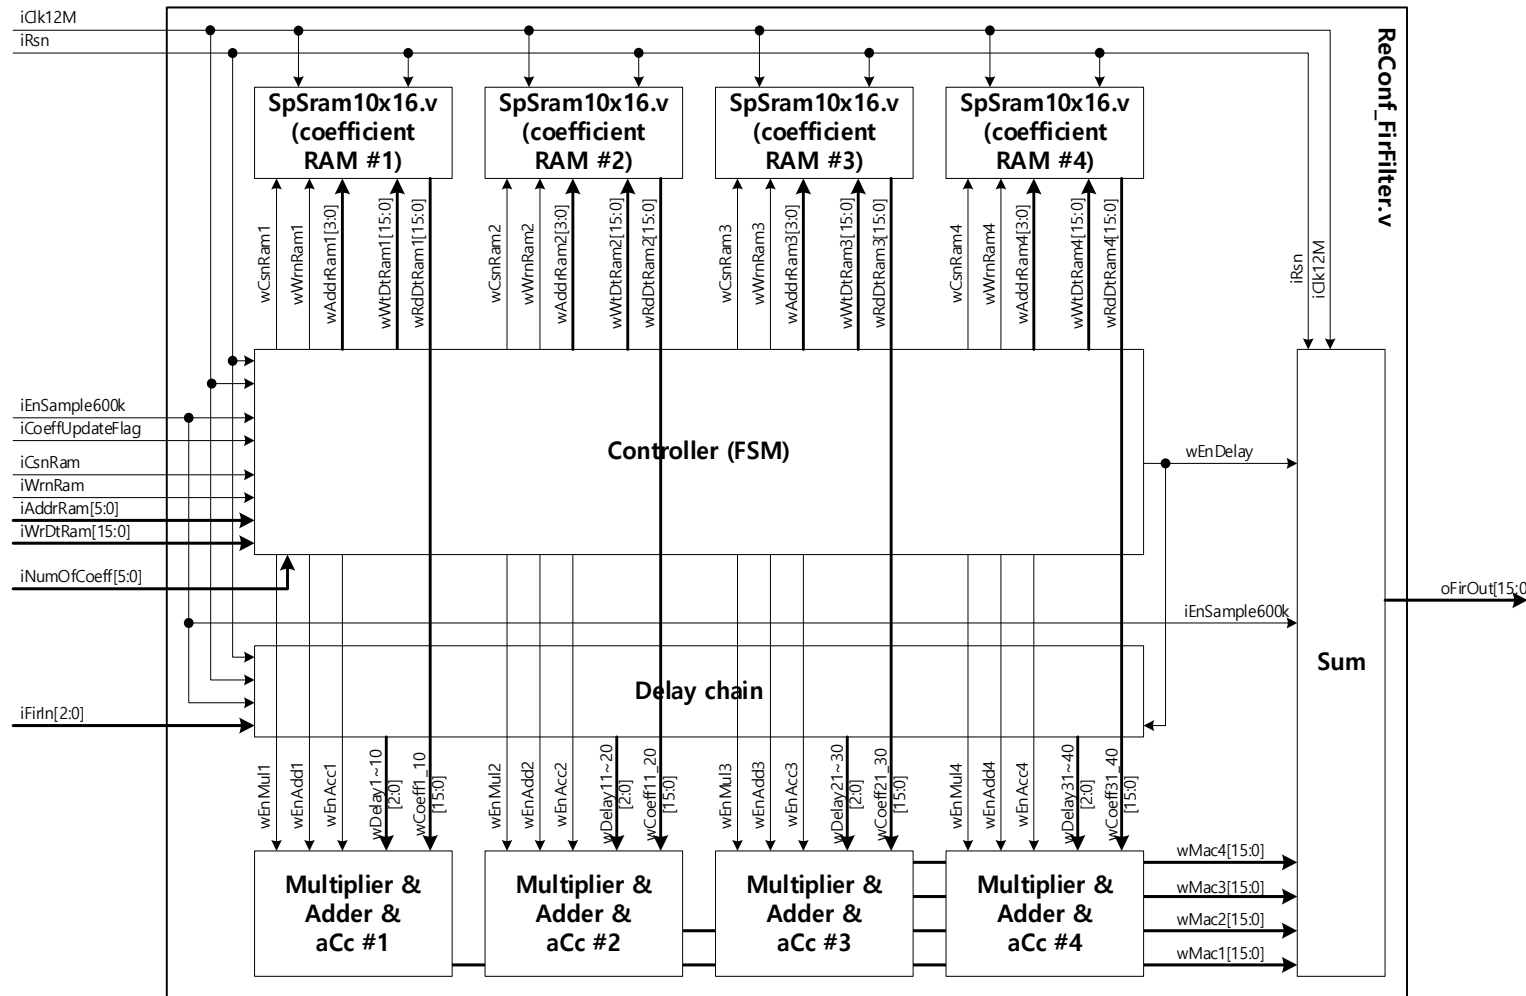 iClk12M
iRsn
ReConf_FirFilter.v
SpSram10x16.v
(coefficient
RAM #1)
SpSram10x16.v
(coefficient
RAM #2)
SpSram10x16.v
(coefficient
RAM #3)
SpSram10x16.v
(coefficient
RAM #4)
wCsnRam1
wWrnRam1
wAddrRam1[3:0]
wWtDtRam1[15:0]
wRdDtRam1[15:0]
wCsnRam2
wWrnRam2
wAddrRam2[3:0]
wWtDtRam2[15:0]
wRdDtRam2[15:0]
wCsnRam3
wWrnRam3
wAddrRam3[3:0]
wWtDtRam3[15:0]
wRdDtRam3[15:0]
wCsnRam4
wWrnRam4
wAddrRam4[3:0]
wWtDtRam4[15:0]
wRdDtRam4[15:0]
iRsn
iClk12M
iEnSample600k
iCoeffUpdateFlag
iCsnRam
iWrnRam
iAddrRam[5:0]
iWrDtRam[15:0]
iNumOfCoeff[5:0]
Controller (FSM)
wEnDelay
iEnSample600k
oFirOut[15:0
Sum
iFirIn[2:0]
Delay chain
wEnMul1
wEnAdd1
wEnAcc1
wDelay1~10
[2:0]
wCoeff1_10
[15:0]
wEnMul2
wEnAdd2
wEnAcc2
wDelay11~20
[2:0]
wCoeff11_20
[15:0]
wEnMul3
wEnAdd3
wEnAcc3
wDelay21~30
[2:0]
wCoeff21_30
[15:0]
wEnMul4
wEnAdd4
wEnAcc4
wDelay31~40
[2:0]
wCoeff31_40
[15:0]
Multiplier &
Adder &
aCc #1
Multiplier &
Adder &
aCc #2
Multiplier &
Adder &
aCc #3
Multiplier &
Adder &
aCc #4
wMac4[15:0]
wMac3[15:0]
wMac2[15:0]
wMac1[15:0]